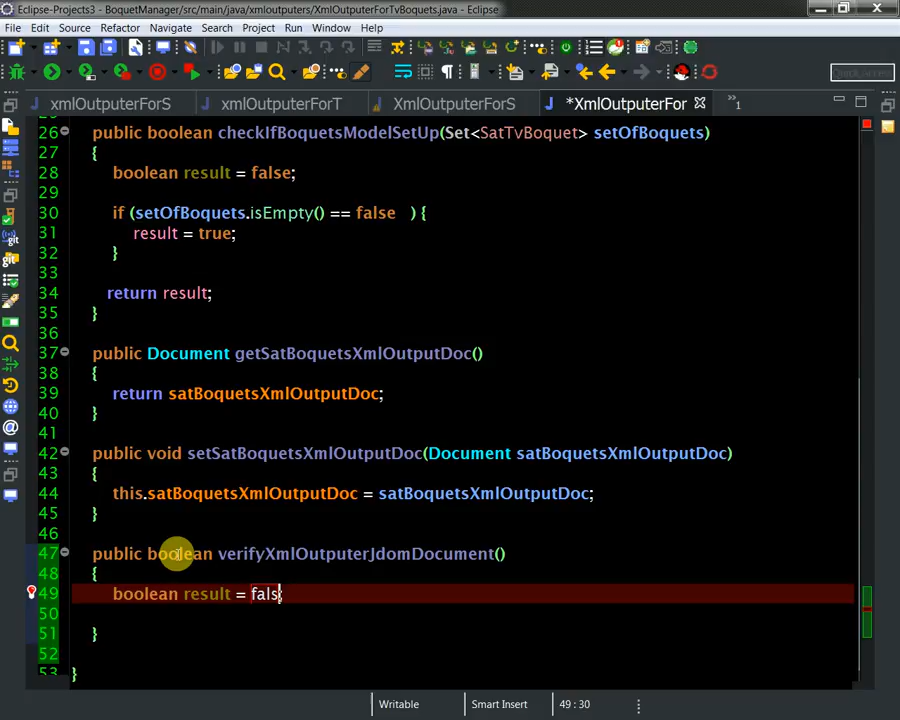 Eclipse-Projects3 - BoquetManager/src/main/java/xmloutputers/XmlOutputerForTvBoquets.java - Eclipse
File Edit Source Refactor Navigate Search Project Run Window Help
Quick Access
xmlOutputerForS xmlOutputerForT XmlOutputerForS *XmlOutputerFor »1
26 public boolean checkIfBoquetsModelSetUp(Set<SatTvBoquet> setOfBoquets)
27 {
28 boolean result = false;
29
30 if (setOfBoquets.isEmpty() == false ) {
31 result = true;
32 }
33
34 return result;
35 }
36
37 public Document getSatBoquetsXmlOutputDoc()
38 {
39 return satBoquetsXmlOutputDoc;
40 }
41
42 public void setSatBoquetsXmlOutputDoc(Document satBoquetsXmlOutputDoc)
43 {
44 this.satBoquetsXmlOutputDoc = satBoquetsXmlOutputDoc;
45 }
46
47 public boolean verifyXmlOutputerJdomDocument()
48 {
49 boolean result = fals;
50
51 }
52
53 }
Writable Smart Insert 49 : 30